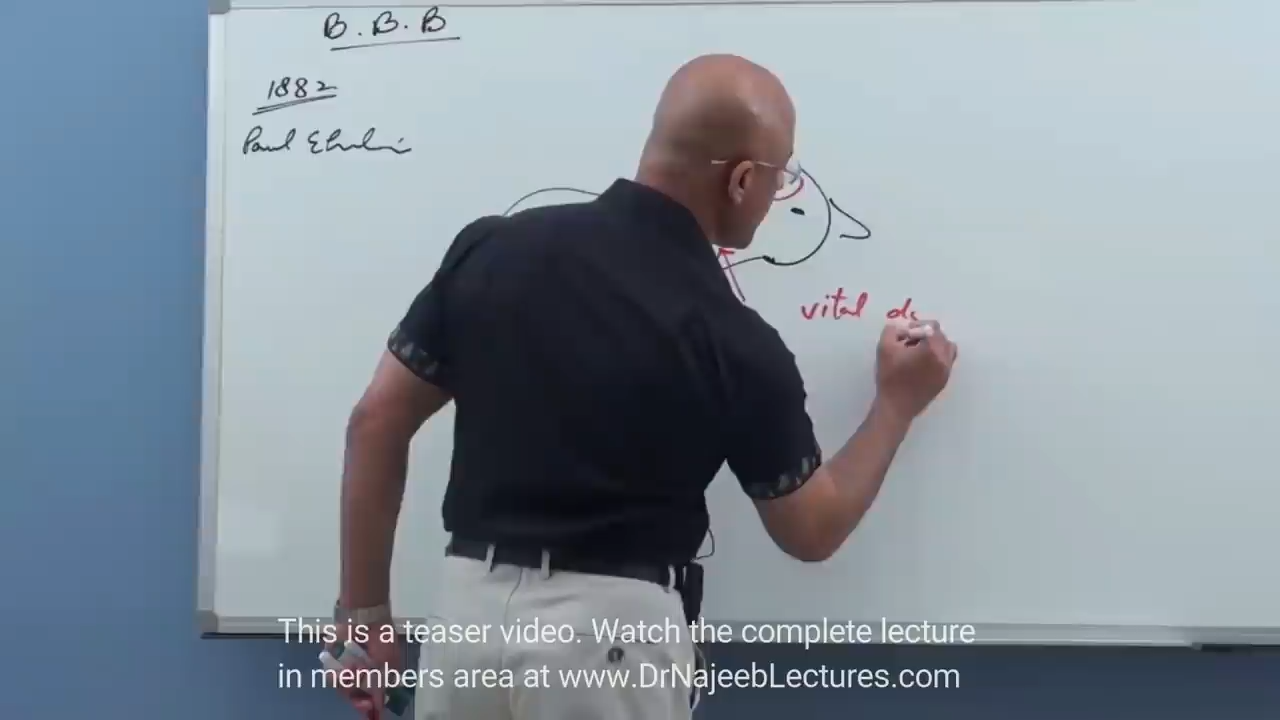 B.B.B
1882
Paul Ehrlich
vital
This is a teaser video. Watch the complete lecture
in members area at www.DrNajeebLectures.com